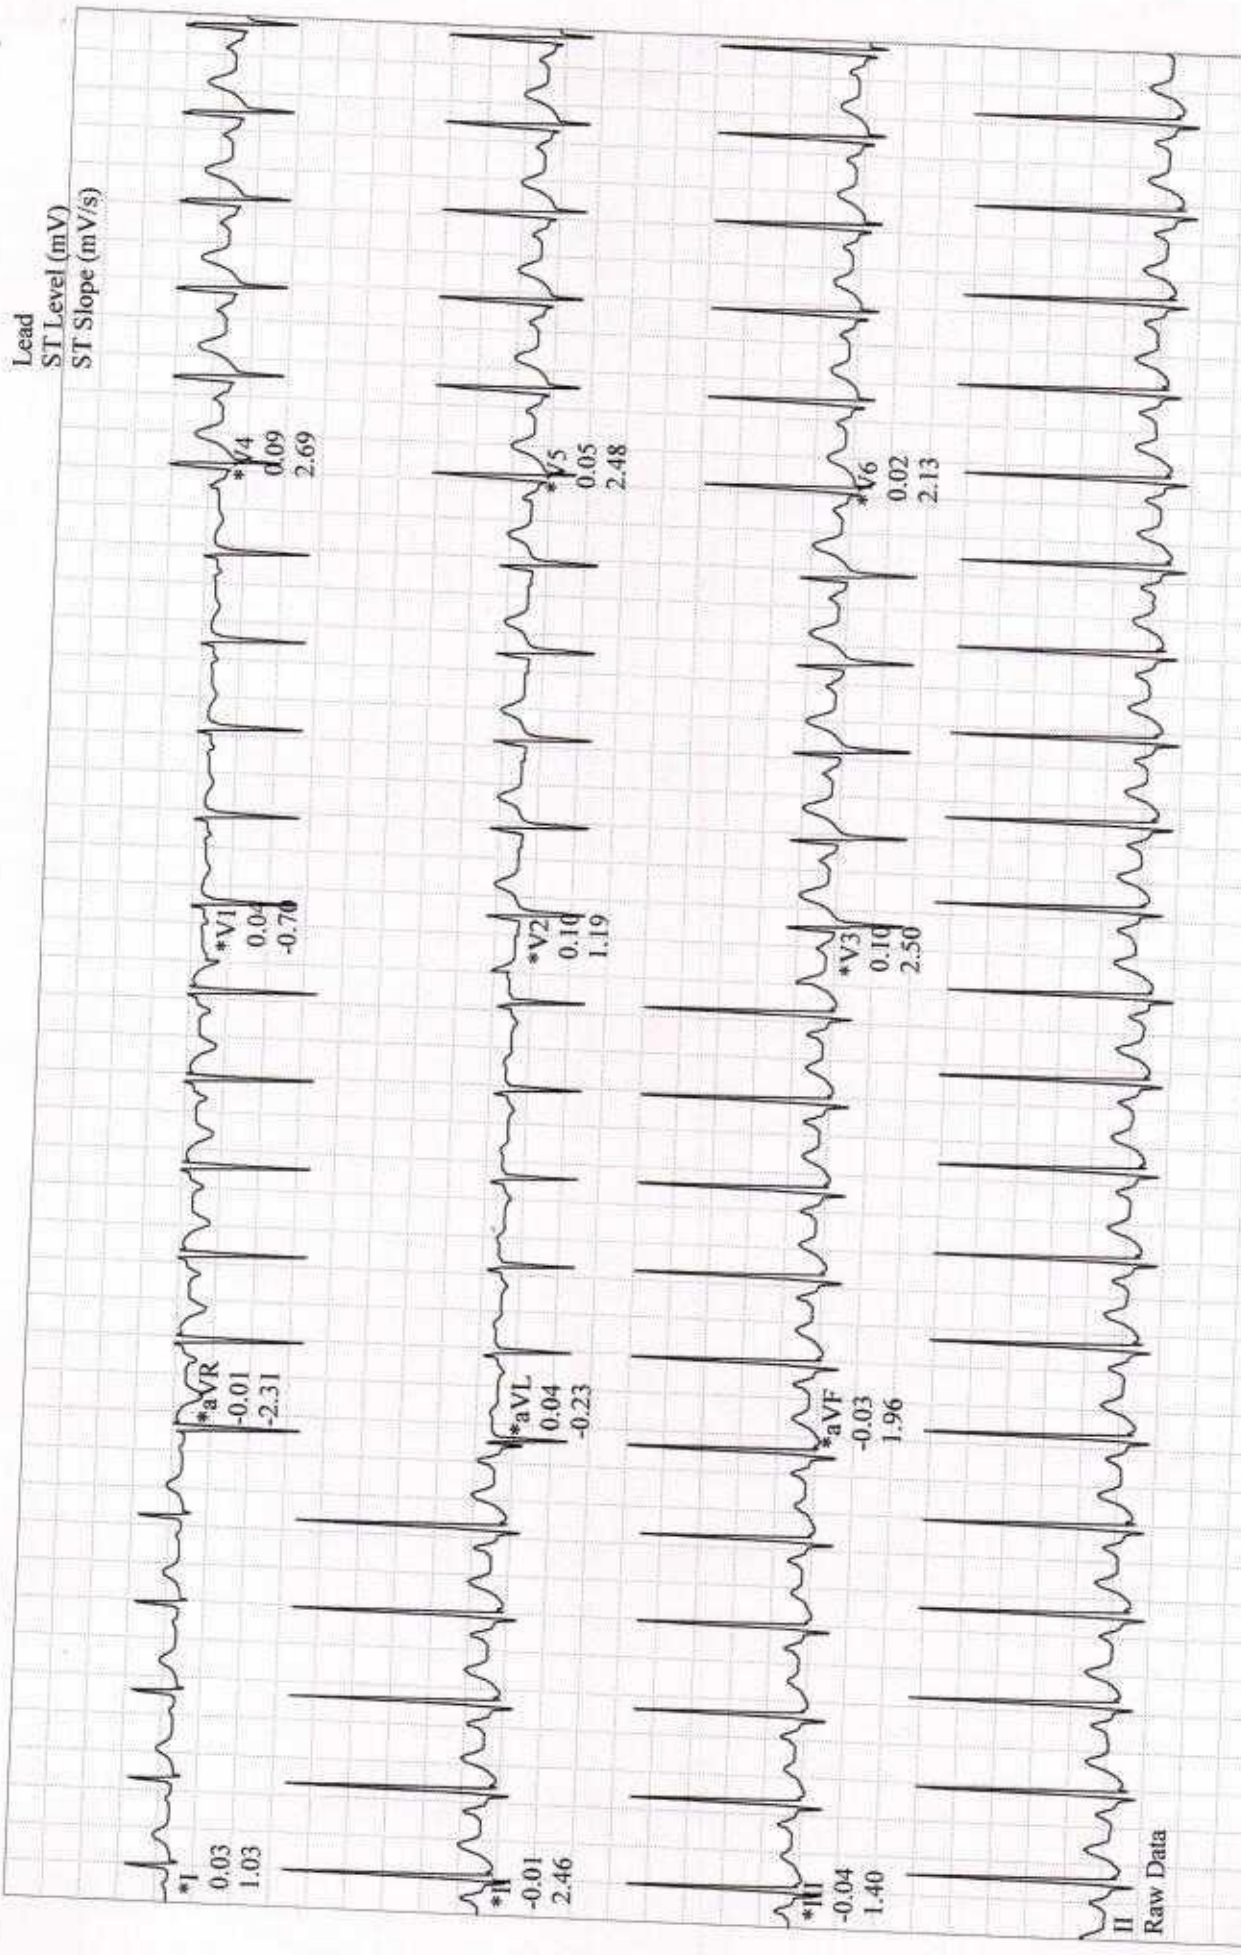 Lead
ST Level (mV)
ST Slope (mV/s)
*I
0.03
1.03
*aVR
-0.01
-2.31
*V1
0.04
-0.70
*V4
0.09
2.69
*II
-0.01
2.46
*aVL
0.04
-0.23
*V2
0.10
1.19
*V5
0.05
2.48
*III
-0.04
1.40
*aVF
-0.03
1.96
*V3
0.10
2.50
*V6
0.02
2.13
II
Raw Data